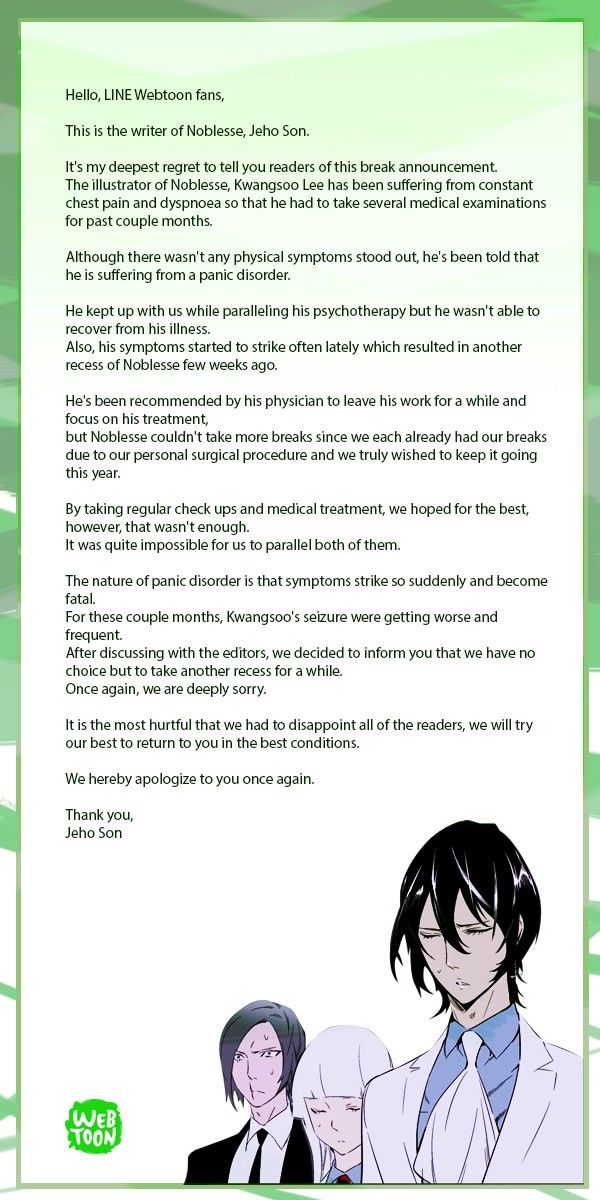 Hello, LINE Webtoon fans,
This is the writer of Noblesse, Jeho Son.
It's my deepest regret to tell you readers of this break announcement.
The illustrator of Noblesse, Kwangsoo Lee has been suffering from constant
chest pain and dyspnoea so that he had to take several medical examinations
for past couple months.
Although there wasn't any physical symptoms stood out, he's been told that
he is suffering from a panic disorder.
He kept up with us while paralleling his psychotherapy but he wasn't able to
recover from his illness.
Also, his symptoms started to strike often lately which resulted in another
recess of Noblesse few weeks ago.
He's been recommended by his physician to leave his work for a while and
focus on his treatment,
but Noblesse couldn't take more breaks since we each already had our breaks
due to our personal surgical procedure and we truly wished to keep it going
this year.
By taking regular check ups and medical treatment, we hoped for the best,
however, that wasn't enough.
It was quite impossible for us to parallel both of them.
The nature of panic disorder is that symptoms strike so suddenly and become
fatal.
For these couple months, Kwangsoo's seizure were getting worse and
frequent.
After discussing with the editors, we decided to inform you that we have no
choice but to take another recess for a while.
Once again, we are deeply sorry.
It is the most hurtful that we had to disappoint all of the readers, we will try
our best to return to you in the best conditions.
We hereby apologize to you once again.
Thank you,
Jeho Son
WEB
TOON